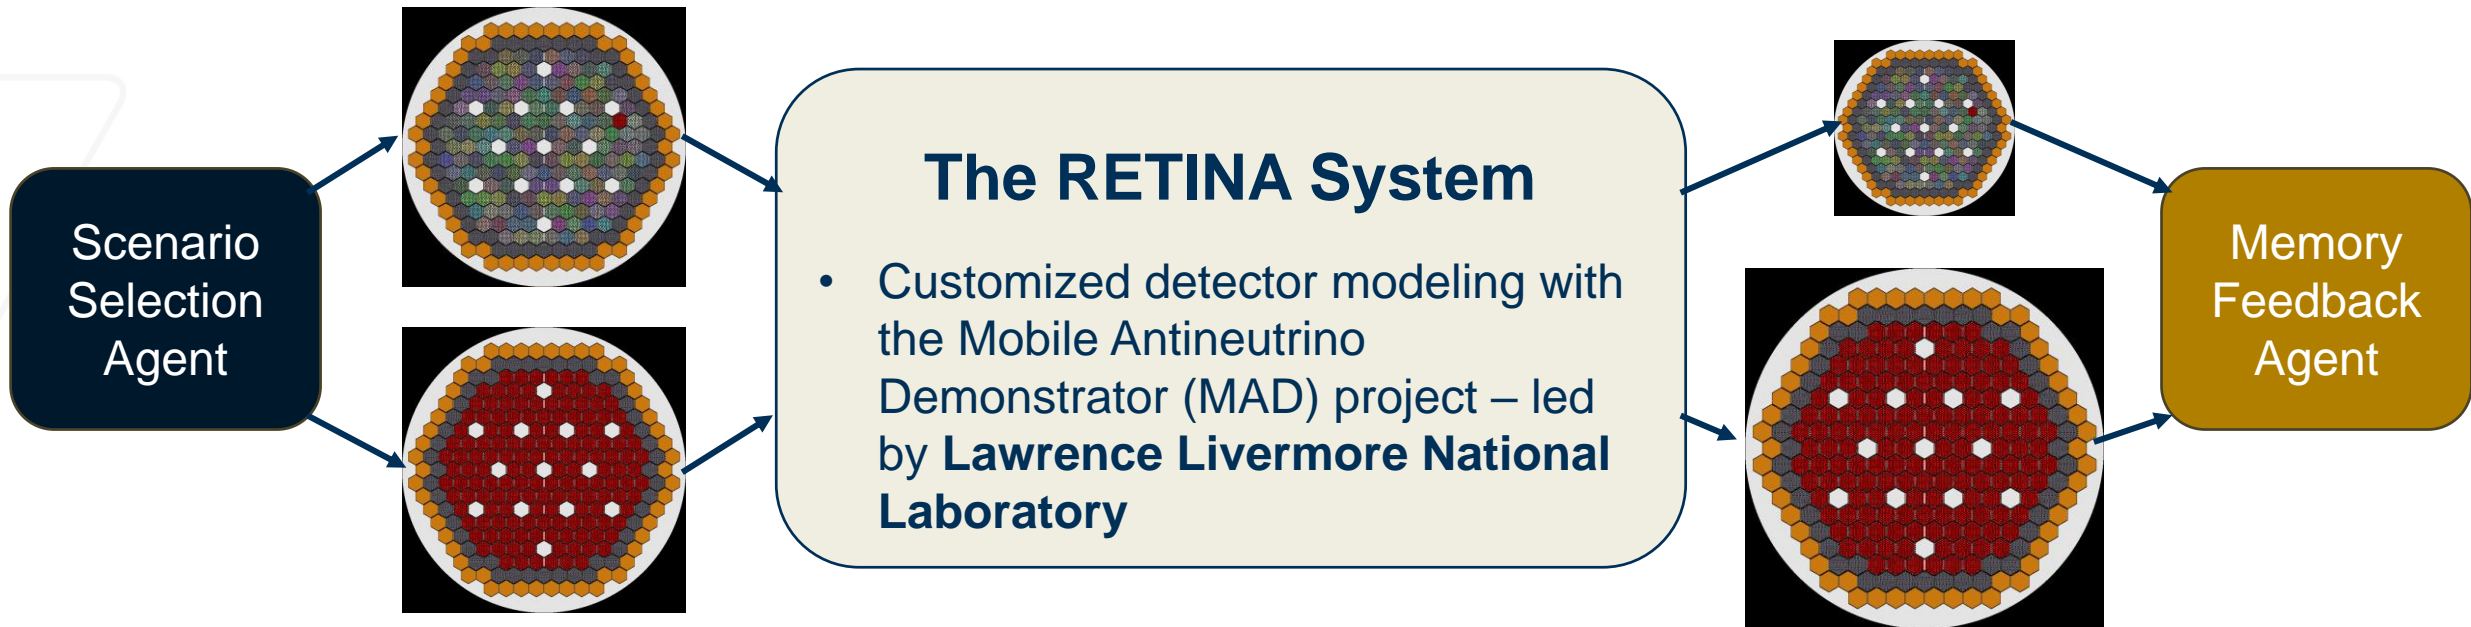 Scenario
Selection
Agent
The RETINA System
• Customized detector modeling with
the Mobile Antineutrino
Demonstrator (MAD) project – led
by Lawrence Livermore National
Laboratory
Memory
Feedback
Agent